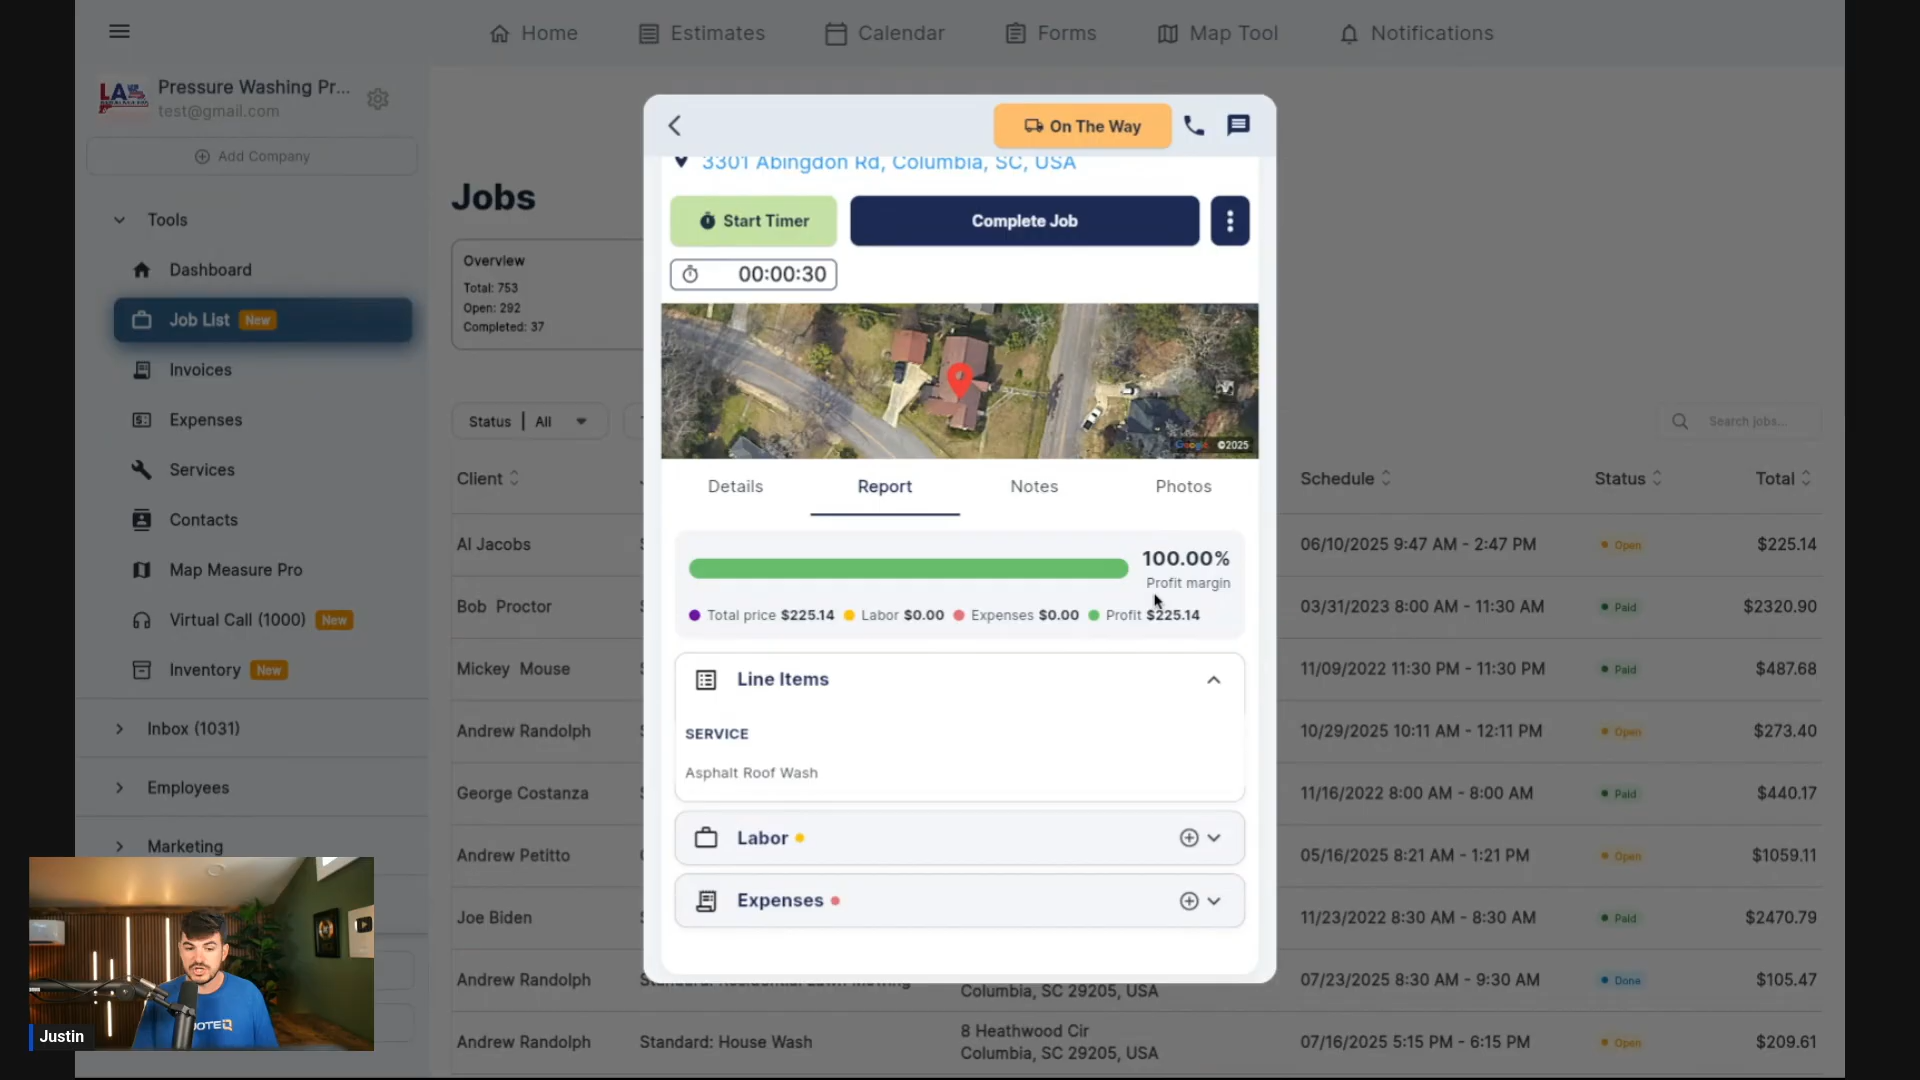 Home
Estimates
Calendar
Forms
Map Tool
Notifications
LA
Pressure Washing Pr...
test@gmail.com
Add Company
Tools
Dashboard
Job List New
Invoices
Expenses
Services
Contacts
Map Measure Pro
Virtual Call (1000) New
Inventory New
Inbox (1031)
Employees
Marketing
Jobs
Overview
Total: 753
Open: 292
Completed: 37
Status | All
Search jobs...
Client
Schedule
Status
Total
Al Jacobs
06/10/2025 9:47 AM - 2:47 PM
Open
$225.14
Bob Proctor
03/31/2023 8:00 AM - 11:30 AM
Paid
$2320.90
Mickey Mouse
11/09/2022 11:30 PM - 11:30 PM
Paid
$487.68
Andrew Randolph
10/29/2025 10:11 AM - 12:11 PM
Open
$273.40
George Costanza
11/16/2022 8:00 AM - 8:00 AM
Paid
$440.17
Andrew Petitto
05/16/2025 8:21 AM - 1:21 PM
Open
$1059.11
Joe Biden
11/23/2022 8:30 AM - 8:30 AM
Paid
$2470.79
Andrew Randolph
Columbia, SC 29205, USA
07/23/2025 8:30 AM - 9:30 AM
Done
$105.47
Andrew Randolph
Standard: House Wash
8 Heathwood Cir
Columbia, SC 29205, USA
07/16/2025 5:15 PM - 6:15 PM
Open
$209.61
On The Way
3301 Abingdon Rd, Columbia, SC, USA
Start Timer
Complete Job
00:00:30
Google ©2025
Details
Report
Notes
Photos
100.00%
Profit margin
Total price $225.14
Labor $0.00
Expenses $0.00
Profit $225.14
Line Items
SERVICE
Asphalt Roof Wash
Labor
Expenses
Justin